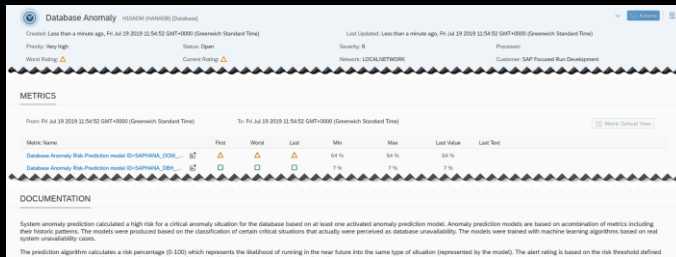 Database Anomaly H10ADM (HANADB) [Database]
Actions
Created: Less than a minute ago, Fri Jul 19 2019 11:54:52 GMT+0000 (Greenwich Standard Time)
Last Updated: Less than a minute ago, Fri Jul 19 2019 11:54:52 GMT+0000 (Greenwich Standard Time)
Priority: Very high
Status: Open
Severity: 8
Processor:
Worst Rating:
Current Rating:
Network: LOCALNETWORK
Customer: SAP Focused Run Development
METRICS
From: Fri Jul 19 2019 11:54:52 GMT+0000 (Greenwich Standard Time)
To: Fri Jul 19 2019 11:54:52 GMT+0000 (Greenwich Standard Time)
Metric Default View
Metric Name First Worst Last Min Max Last Value Last Text
Database Anomaly Risk-Prediction model ID=SAPHANA_OOM_... 64 % 64 % 64 %
Database Anomaly Risk-Prediction model ID=SAPHANA_DBH_... 7 % 7 % 7 %
DOCUMENTATION
System anomaly prediction calculated a high risk for a cirtical anomaly situation for the database based on at least one activated anomaly prediction model. Anomaly prediction models are based on acombination of metrics including
their historic patterns. The models were produced based on the classification of certain critical situations that actually were perceived as database unavailability. The models were trained with machine learning algorithms based on real
system unavailability cases.
The prediction algorithm calculates a risk percentage (0-100) which represents the likelihood of running in the near future into the same type of situation (represented by the model). The alert rating is based on the risk threshold defined